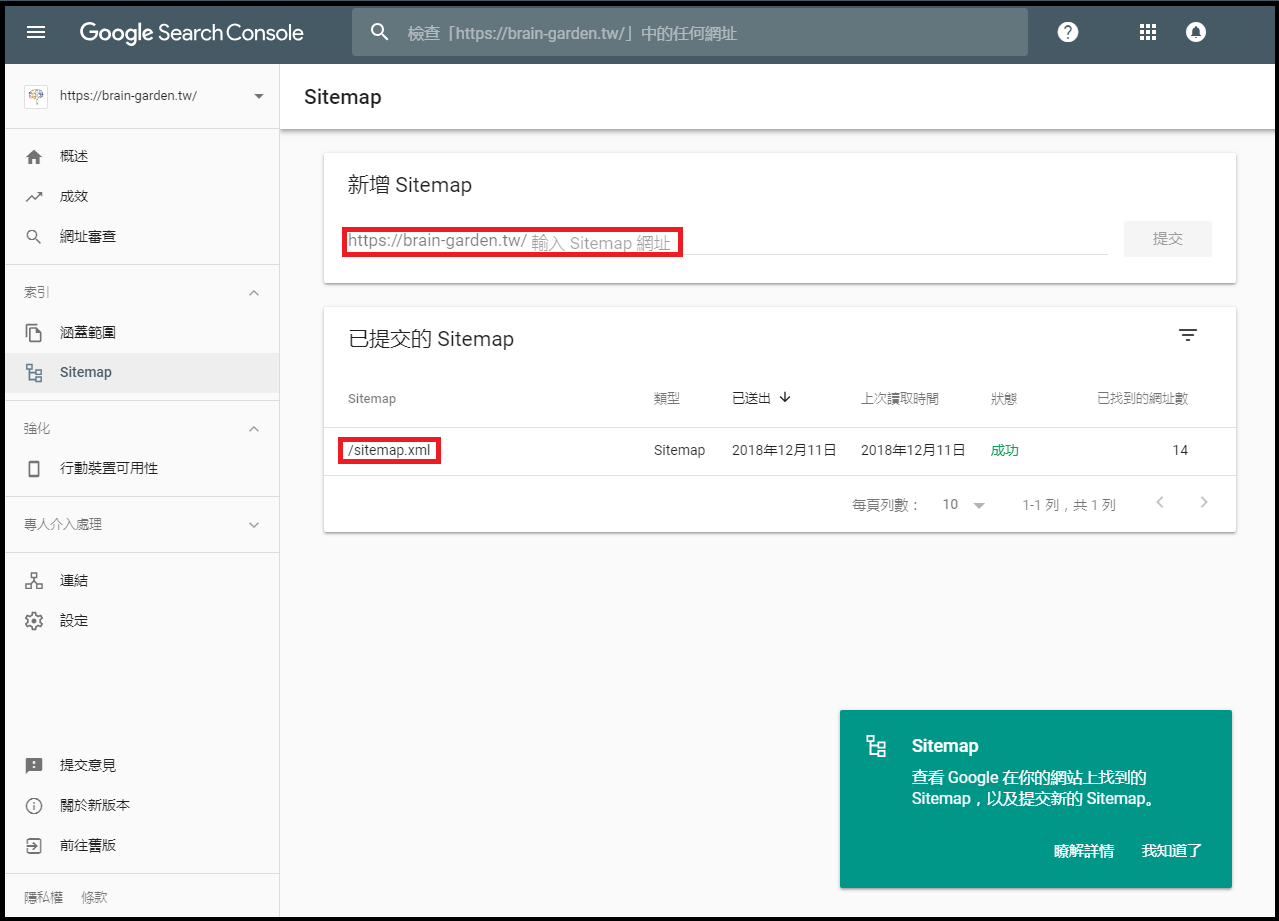 Google Search Console
檢查「https://brain-garden.tw/」中的任何網址
https://brain-garden.tw/
Sitemap
概述
成效
網址審查
索引
涵蓋範圍
Sitemap
強化
行動裝置可用性
專人介入處理
連結
設定
提交意見
關於新版本
前往舊版
隱私權 條款
新增 Sitemap
https://brain-garden.tw/ 輸入 Sitemap 網址
提交
已提交的 Sitemap
Sitemap 類型 已送出 上次讀取時間 狀態 已找到的網址數
/sitemap.xml Sitemap 2018年12月11日 2018年12月11日 成功 14
每頁列數： 10 1-1 列，共 1 列
Sitemap
查看 Google 在你的網站上找到的
Sitemap，以及提交新的 Sitemap。
瞭解詳情 我知道了